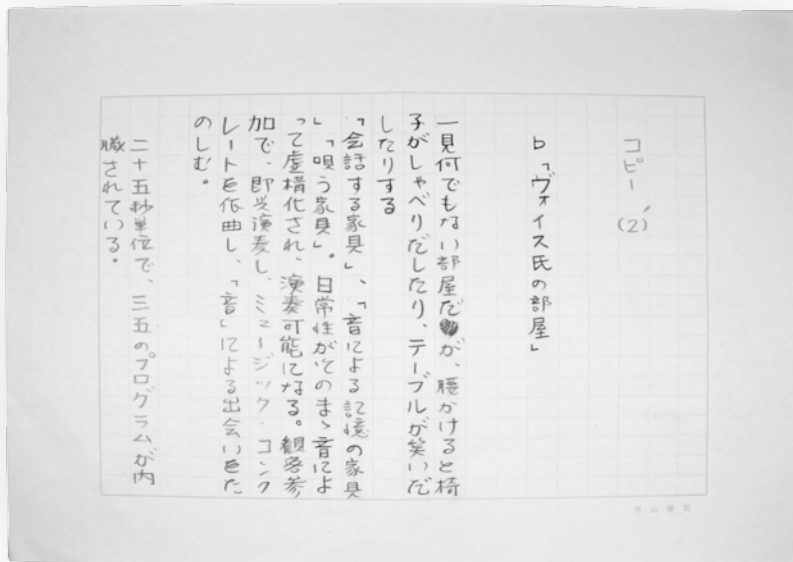 コピー (2)
b「ヴォイス氏の部屋」
一見何でもない部屋だが、腰かけると椅
子がしゃべりだしたり、テーブルが笑いだ
したりする
「会話する家具」、「音による記憶の家具
」「唄う家具」。日常性がそのまゝ音によ
って虚構化され、演奏可能になる。観客参
加で、即興演奏し、ミュージック・コンク
レートを作曲し、「音」による出会いをた
のしむ。
二十五秒単位で、三五のプログラムが内
臓されている。
寺山修司